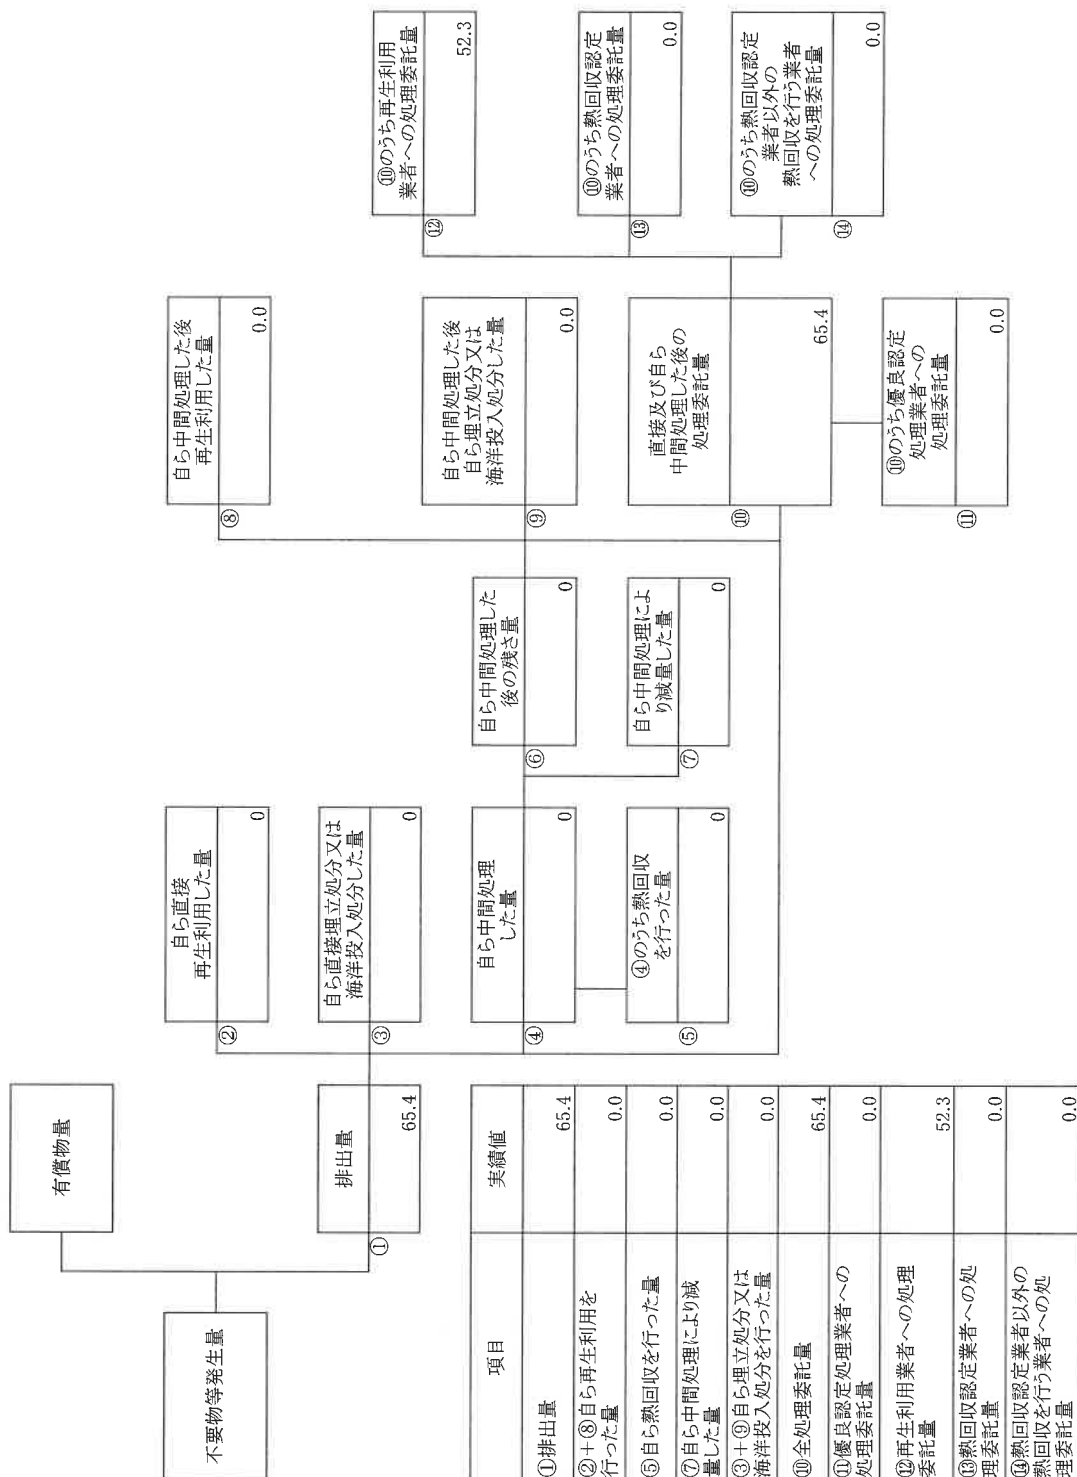 不要物等発生量
有償物量
排出量
①
65.4
自ら直接
再生利用した量
②
0
自ら直接埋立処分又は
海洋投入処分した量
③
0
自ら中間処理
した量
④
0
④のうち熱回収
を行った量
⑤
0
自ら中間処理した
後の残さ量
⑥
0
自ら中間処理によ
り減量した量
⑦
0
自ら中間処理した後
再生利用した量
⑧
0.0
自ら中間処理した後
自ら埋立処分又は
海洋投入処分した量
⑨
0.0
直接及び自ら
中間処理した後の
処理委託量
⑩
65.4
⑩のうち優良認定
処理業者への
処理委託量
⑪
0.0
⑩のうち再生利用
業者への処理委託量
⑫
52.3
⑩のうち熱回収認定
業者への処理委託量
⑬
0.0
⑩のうち熱回収認定
業者以外の
熱回収を行う業者
への処理委託量
⑭
0.0
項目 実績値
①排出量 65.4
②+⑧自ら再生利用を
行った量 0.0
⑤自ら熱回収を行った量 0.0
⑦自ら中間処理により減
量した量 0.0
③+⑨自ら埋立処分又は
海洋投入処分を行った量 0.0
⑩全処理委託量 65.4
⑪優良認定処理業者への
処理委託量 0.0
⑫再生利用業者への処理
委託量 52.3
⑬熱回収認定業者への処
理委託量 0.0
⑭熱回収認定業者以外の
熱回収を行う業者への処
理委託量 0.0